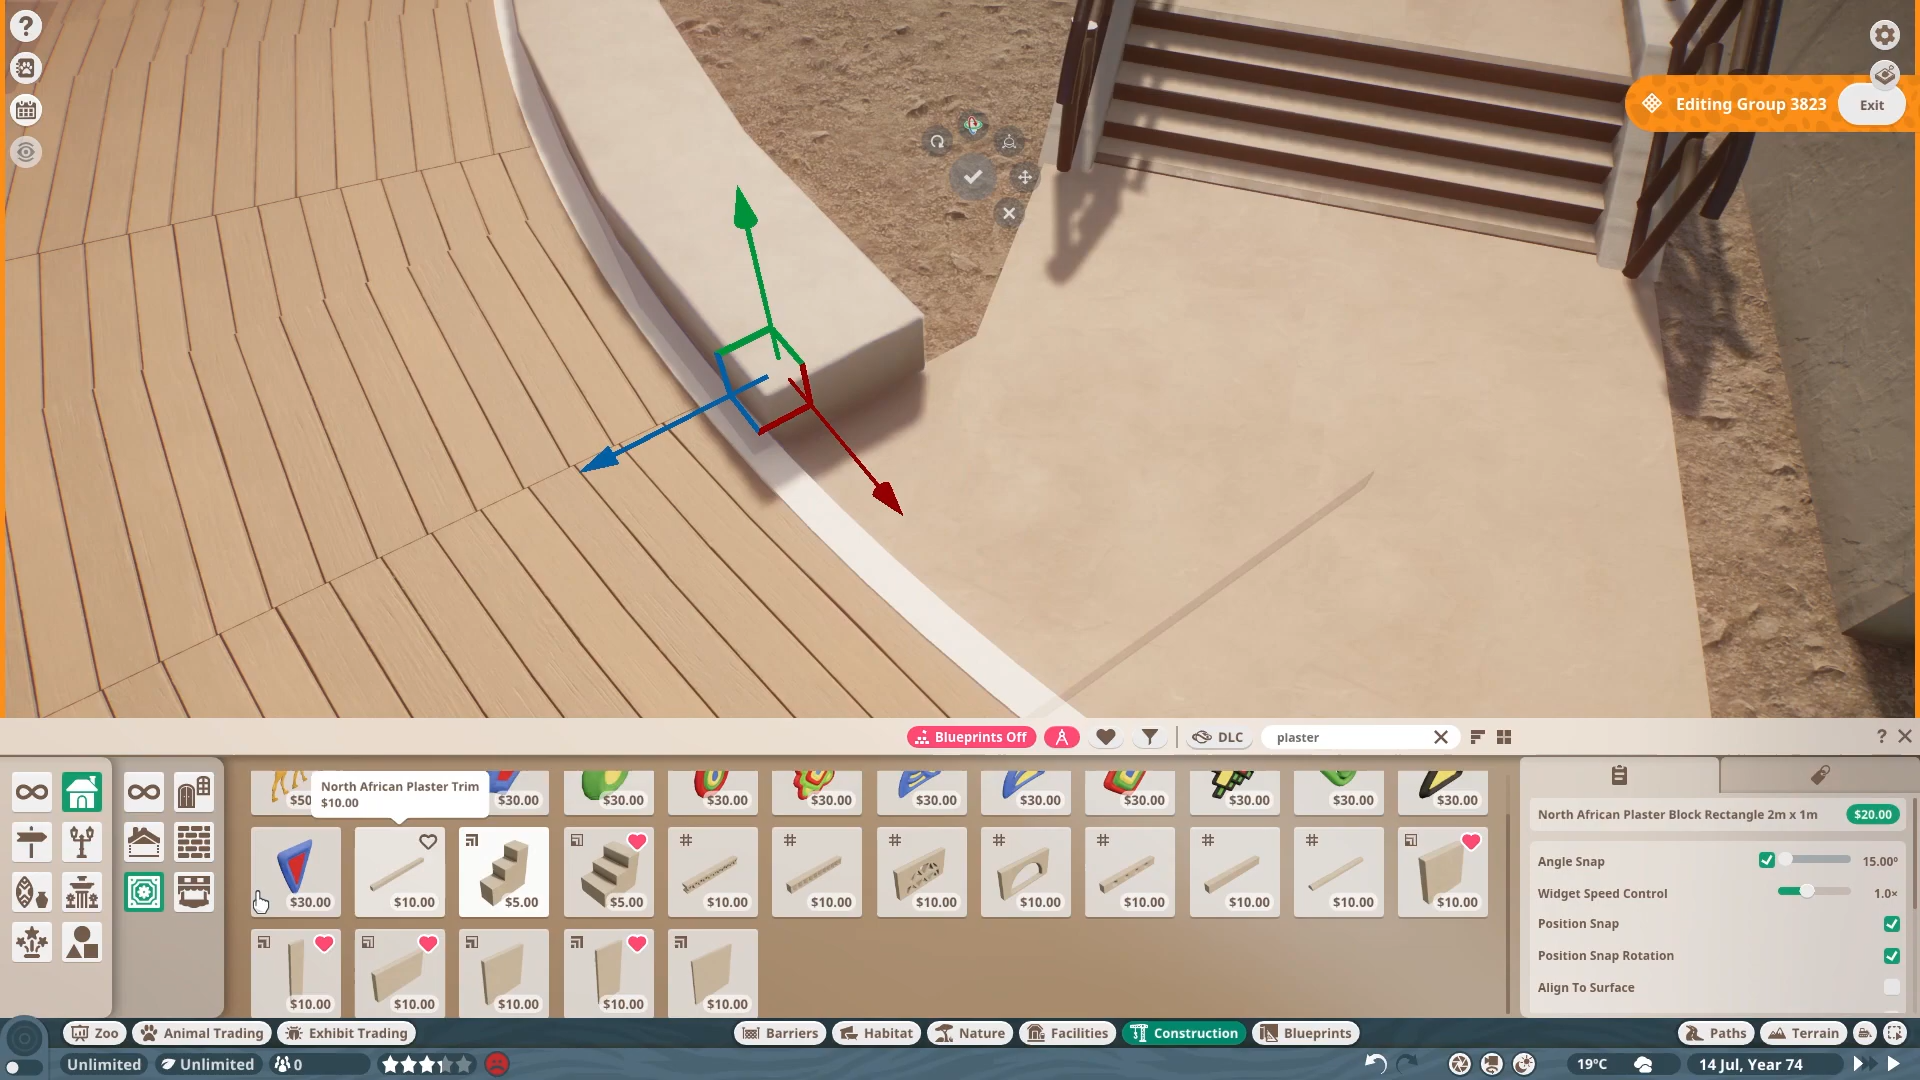 ?
Editing Group 3823
Exit
Blueprints Off
DLC
plaster
?
North African Plaster Trim
$10.00
$50
$30.00
$30.00
$30.00
$30.00
$30.00
$30.00
$30.00
$30.00
$30.00
$30.00
$30.00
$10.00
$5.00
$5.00
$10.00
$10.00
$10.00
$10.00
$10.00
$10.00
$10.00
$10.00
$10.00
$10.00
$10.00
$10.00
$10.00
North African Plaster Block Rectangle 2m x 1m
$20.00
Angle Snap
15.00º
Widget Speed Control
1.0×
Position Snap
Position Snap Rotation
Align To Surface
Zoo
Animal Trading
Exhibit Trading
Barriers
Habitat
Nature
Facilities
Construction
Blueprints
Paths
Terrain
Unlimited
Unlimited
0
19°C
14 Jul, Year 74